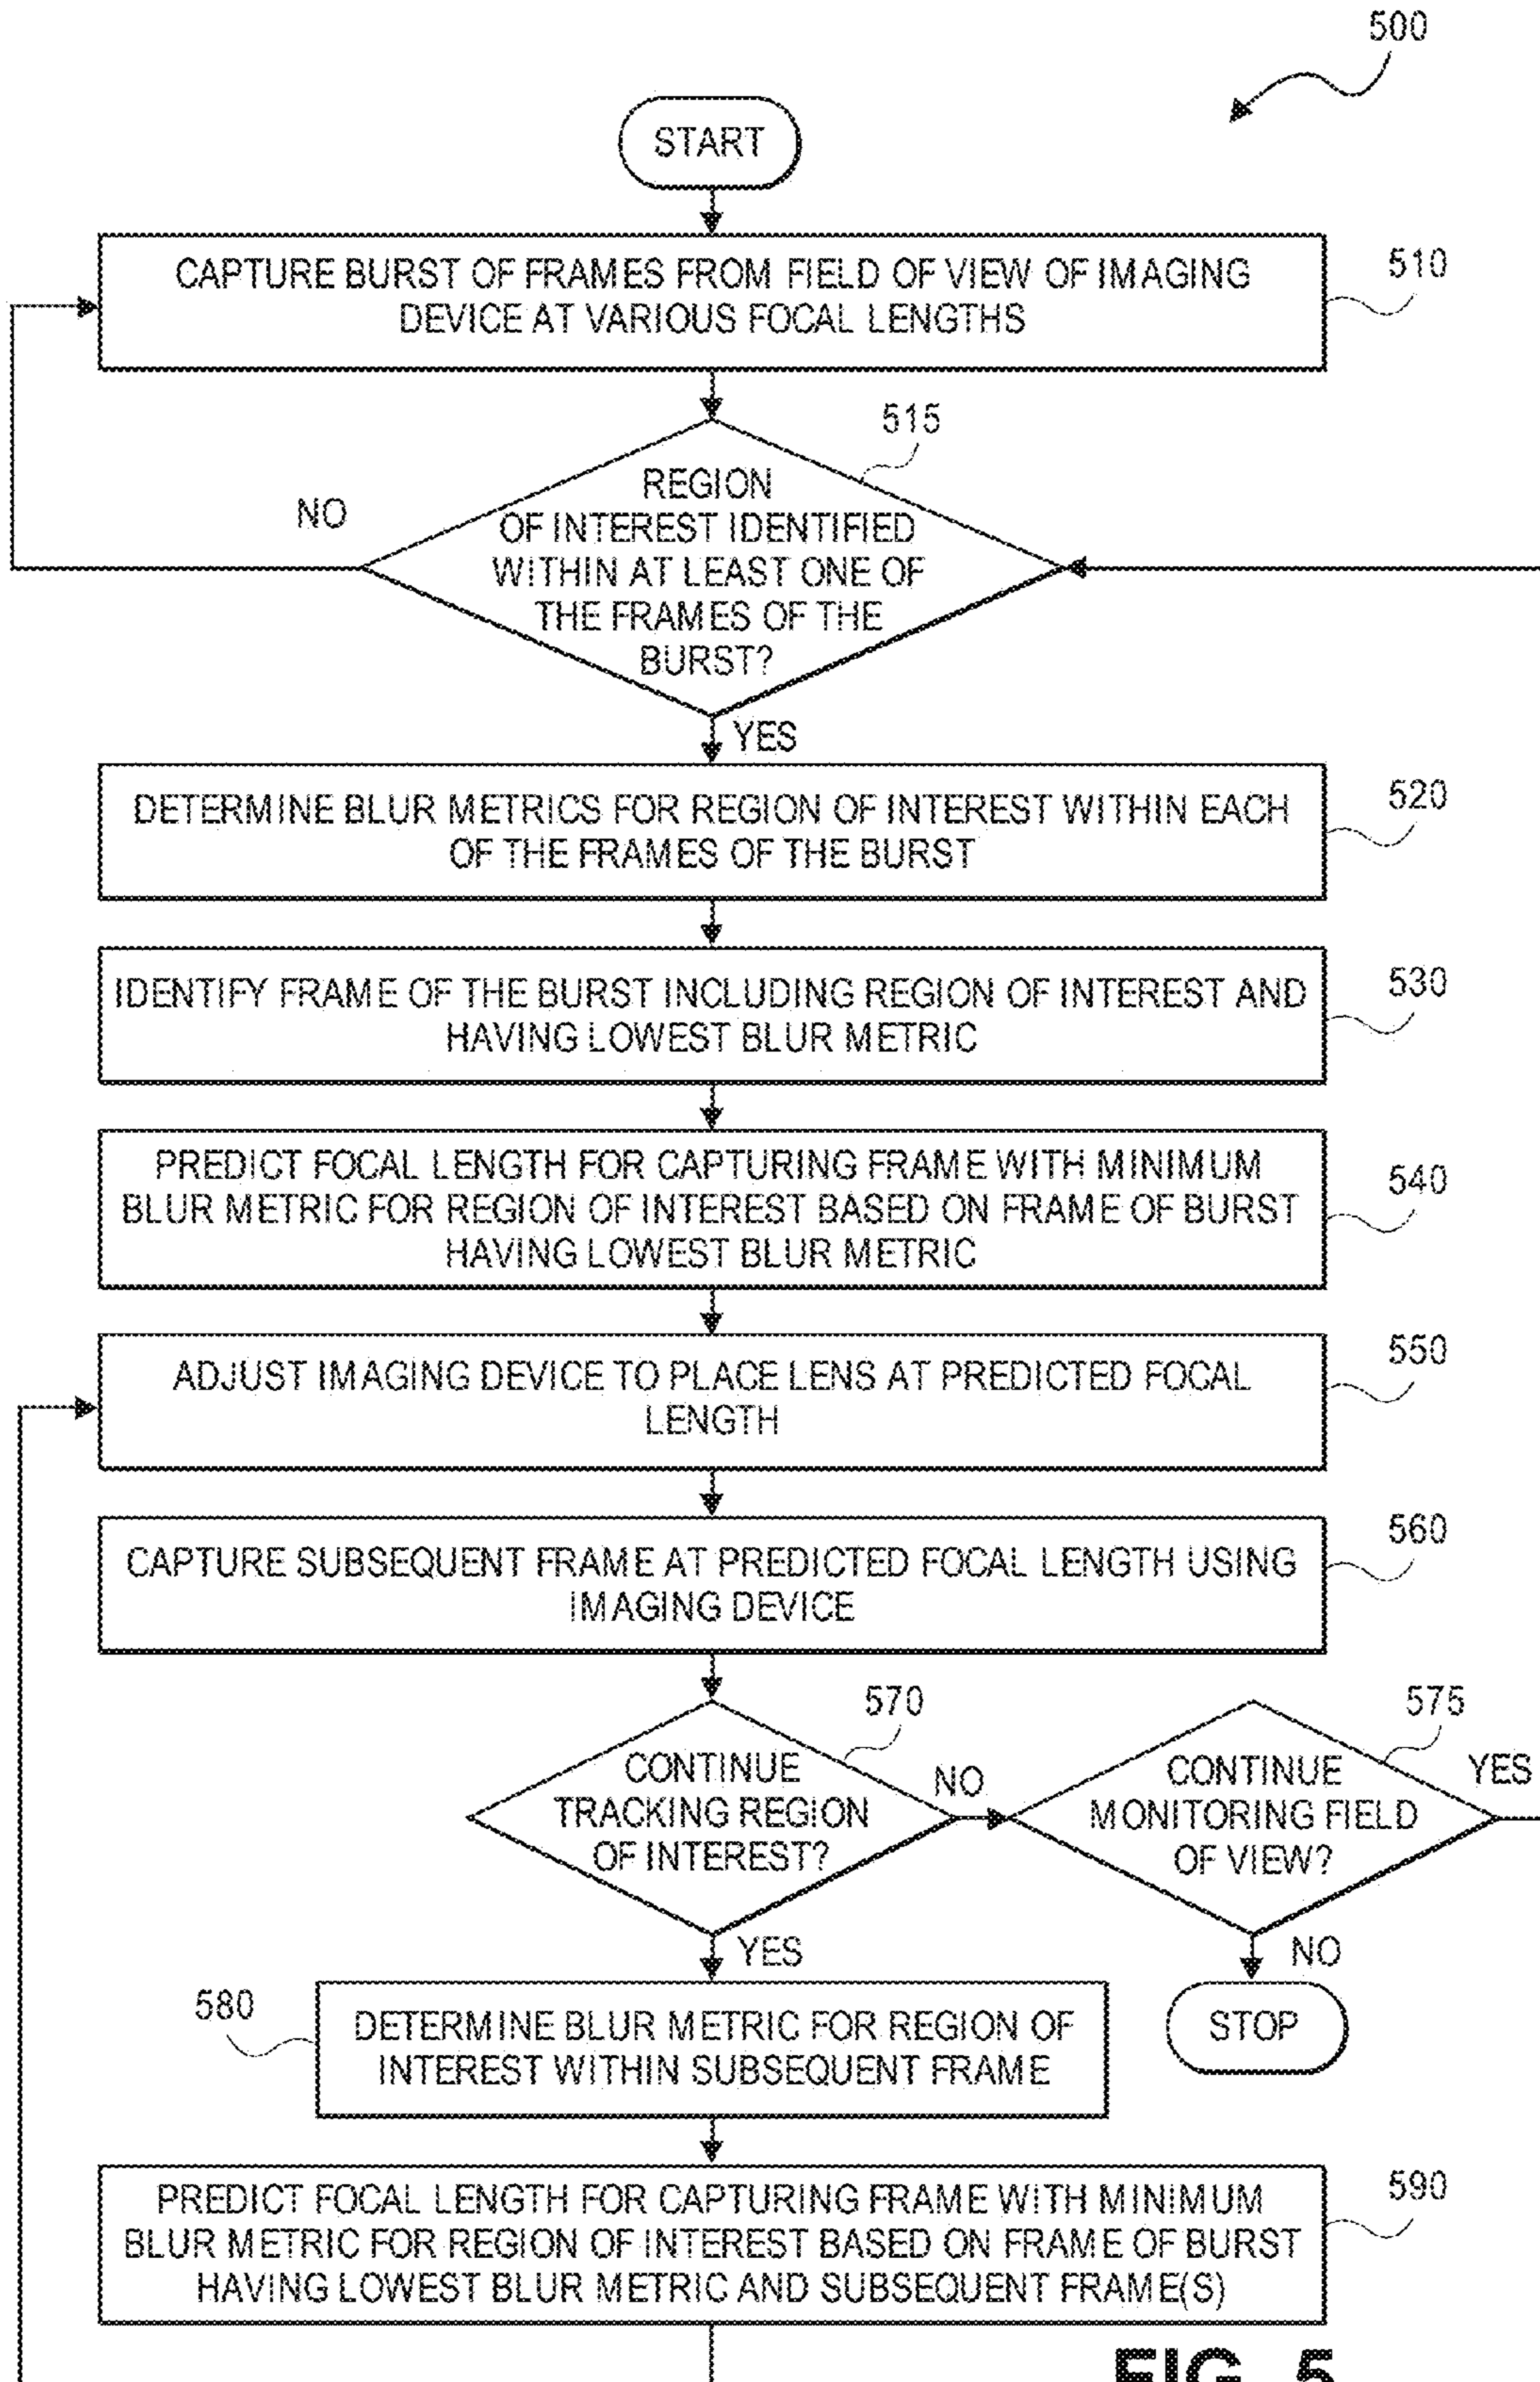 500
START
CAPTURE BURST OF FRAMES FROM FIELD OF VIEW OF IMAGING
DEVICE AT VARIOUS FOCAL LENGTHS
510
515
REGION
OF INTEREST IDENTIFIED
WITHIN AT LEAST ONE OF
THE FRAMES OF THE
BURST?
NO
YES
DETERMINE BLUR METRICS FOR REGION OF INTEREST WITHIN EACH
OF THE FRAMES OF THE BURST
520
IDENTIFY FRAME OF THE BURST INCLUDING REGION OF INTEREST AND
HAVING LOWEST BLUR METRIC
530
PREDICT FOCAL LENGTH FOR CAPTURING FRAME WITH MINIMUM
BLUR METRIC FOR REGION OF INTEREST BASED ON FRAME OF BURST
HAVING LOWEST BLUR METRIC
540
ADJUST IMAGING DEVICE TO PLACE LENS AT PREDICTED FOCAL
LENGTH
550
CAPTURE SUBSEQUENT FRAME AT PREDICTED FOCAL LENGTH USING
IMAGING DEVICE
560
570
CONTINUE
TRACKING REGION
OF INTEREST?
NO
575
CONTINUE
MONITORING FIELD
OF VIEW?
YES
YES
NO
STOP
580
DETERMINE BLUR METRIC FOR REGION OF
INTEREST WITHIN SUBSEQUENT FRAME
PREDICT FOCAL LENGTH FOR CAPTURING FRAME WITH MINIMUM
BLUR METRIC FOR REGION OF INTEREST BASED ON FRAME OF BURST
HAVING LOWEST BLUR METRIC AND SUBSEQUENT FRAME(S)
590
FIG. 5